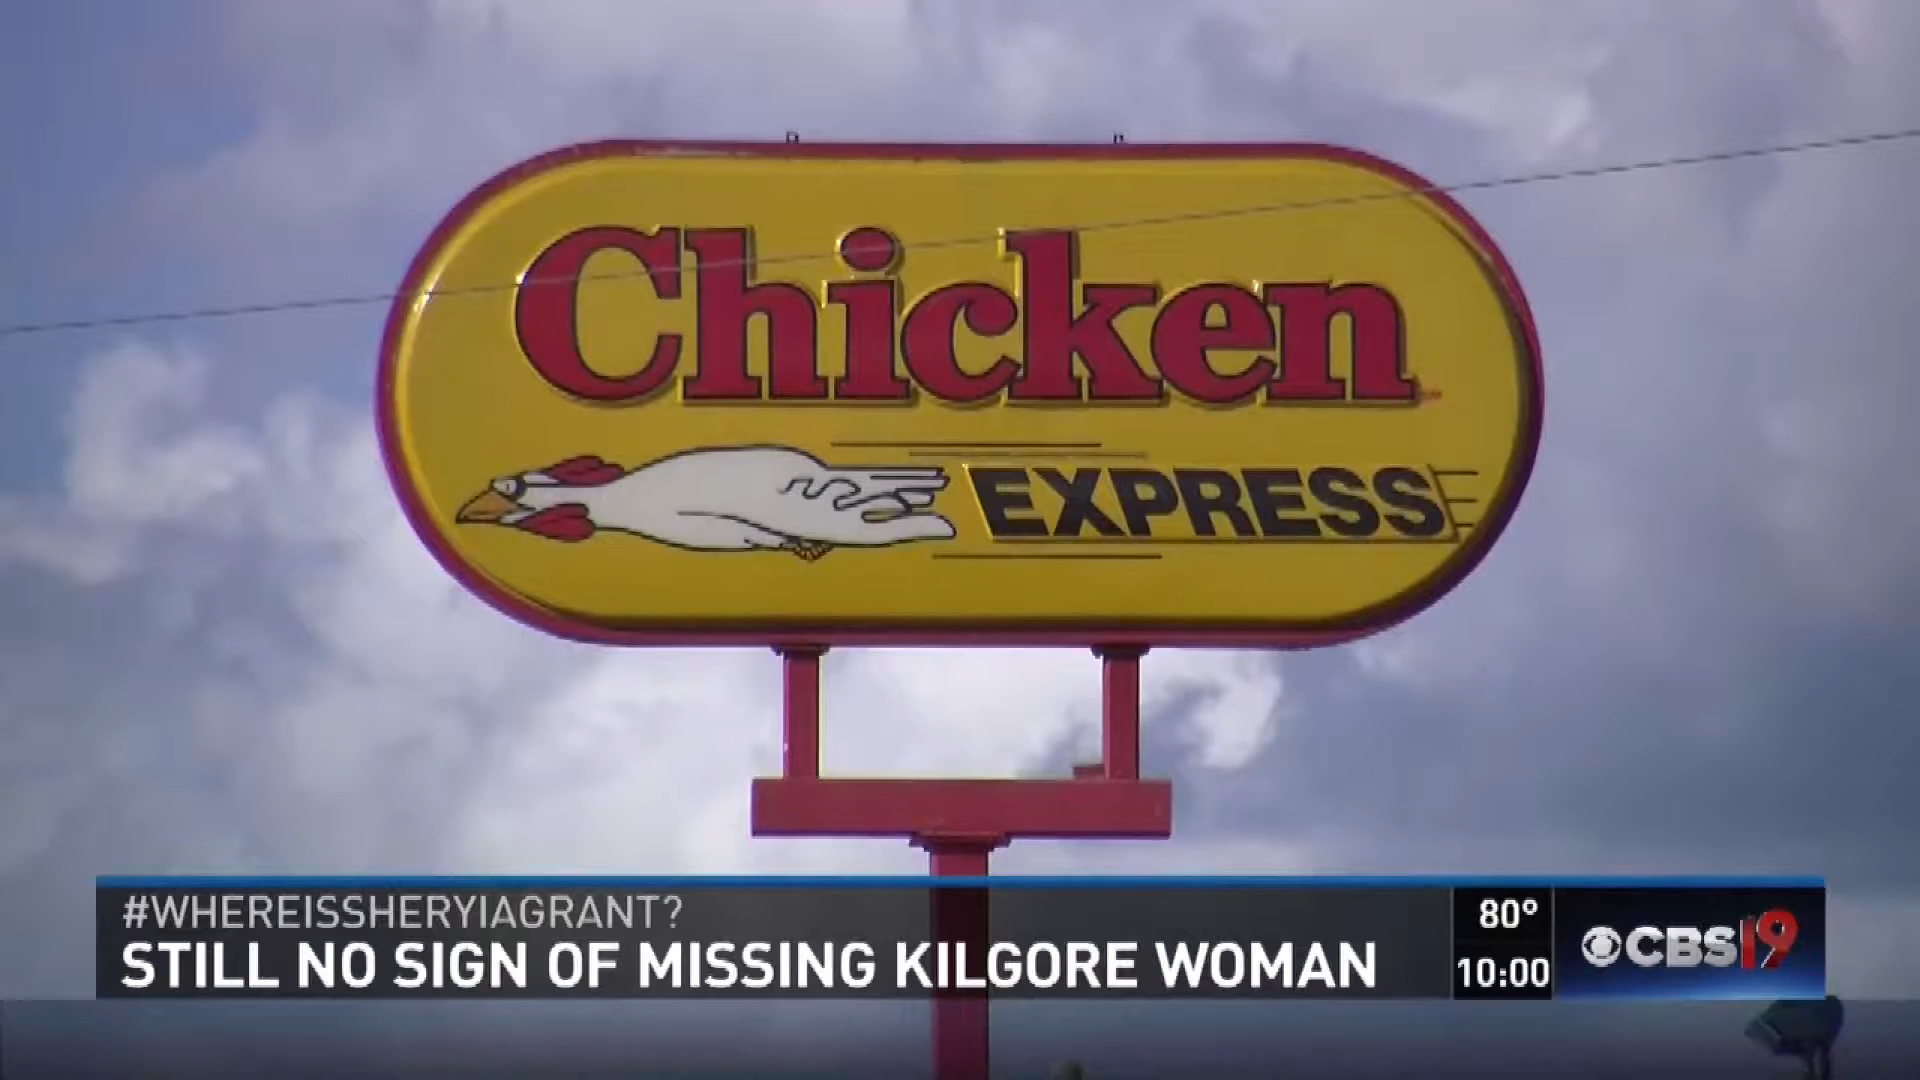 Chicken
EXPRESS
#WHEREISSHERYIAGRANT?
STILL NO SIGN OF MISSING KILGORE WOMAN
80°
10:00
CBS19